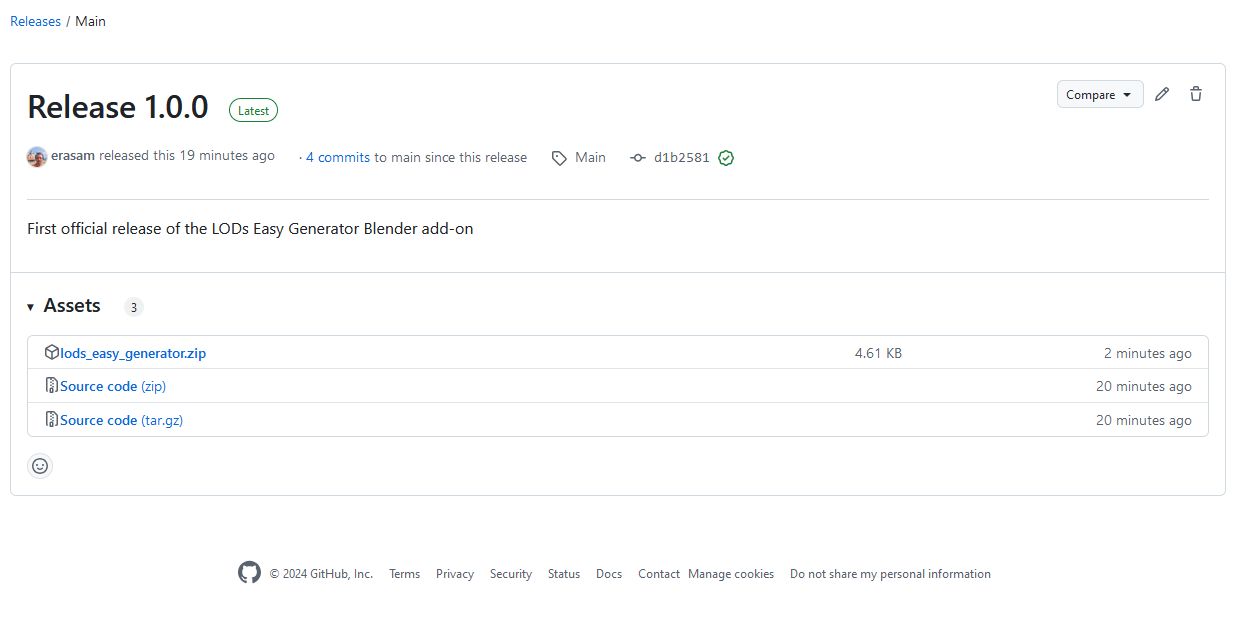 Releases / Main
Release 1.0.0 Latest
Compare
erasam released this 19 minutes ago · 4 commits to main since this release Main d1b2581
First official release of the LODs Easy Generator Blender add-on
Assets 3
lods_easy_generator.zip 4.61 KB 2 minutes ago
Source code (zip) 20 minutes ago
Source code (tar.gz) 20 minutes ago
© 2024 GitHub, Inc. Terms Privacy Security Status Docs Contact Manage cookies Do not share my personal information